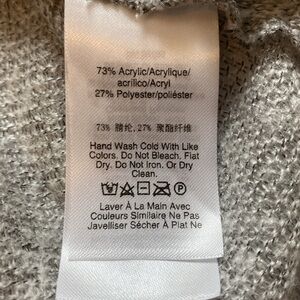 73% Acrylic/Acrylique/
acrílico/Acryl
27% Polyester/poliéster
73% 腈纶, 27% 聚酯纤维
Hand Wash Cold With Like
Colors. Do Not Bleach. Flat
Dry. Do Not Iron. Or Dry
Clean.
Laver À La Main Avec
Couleurs Similaire Ne Pas
Javelliser Sécher À Plat Ne